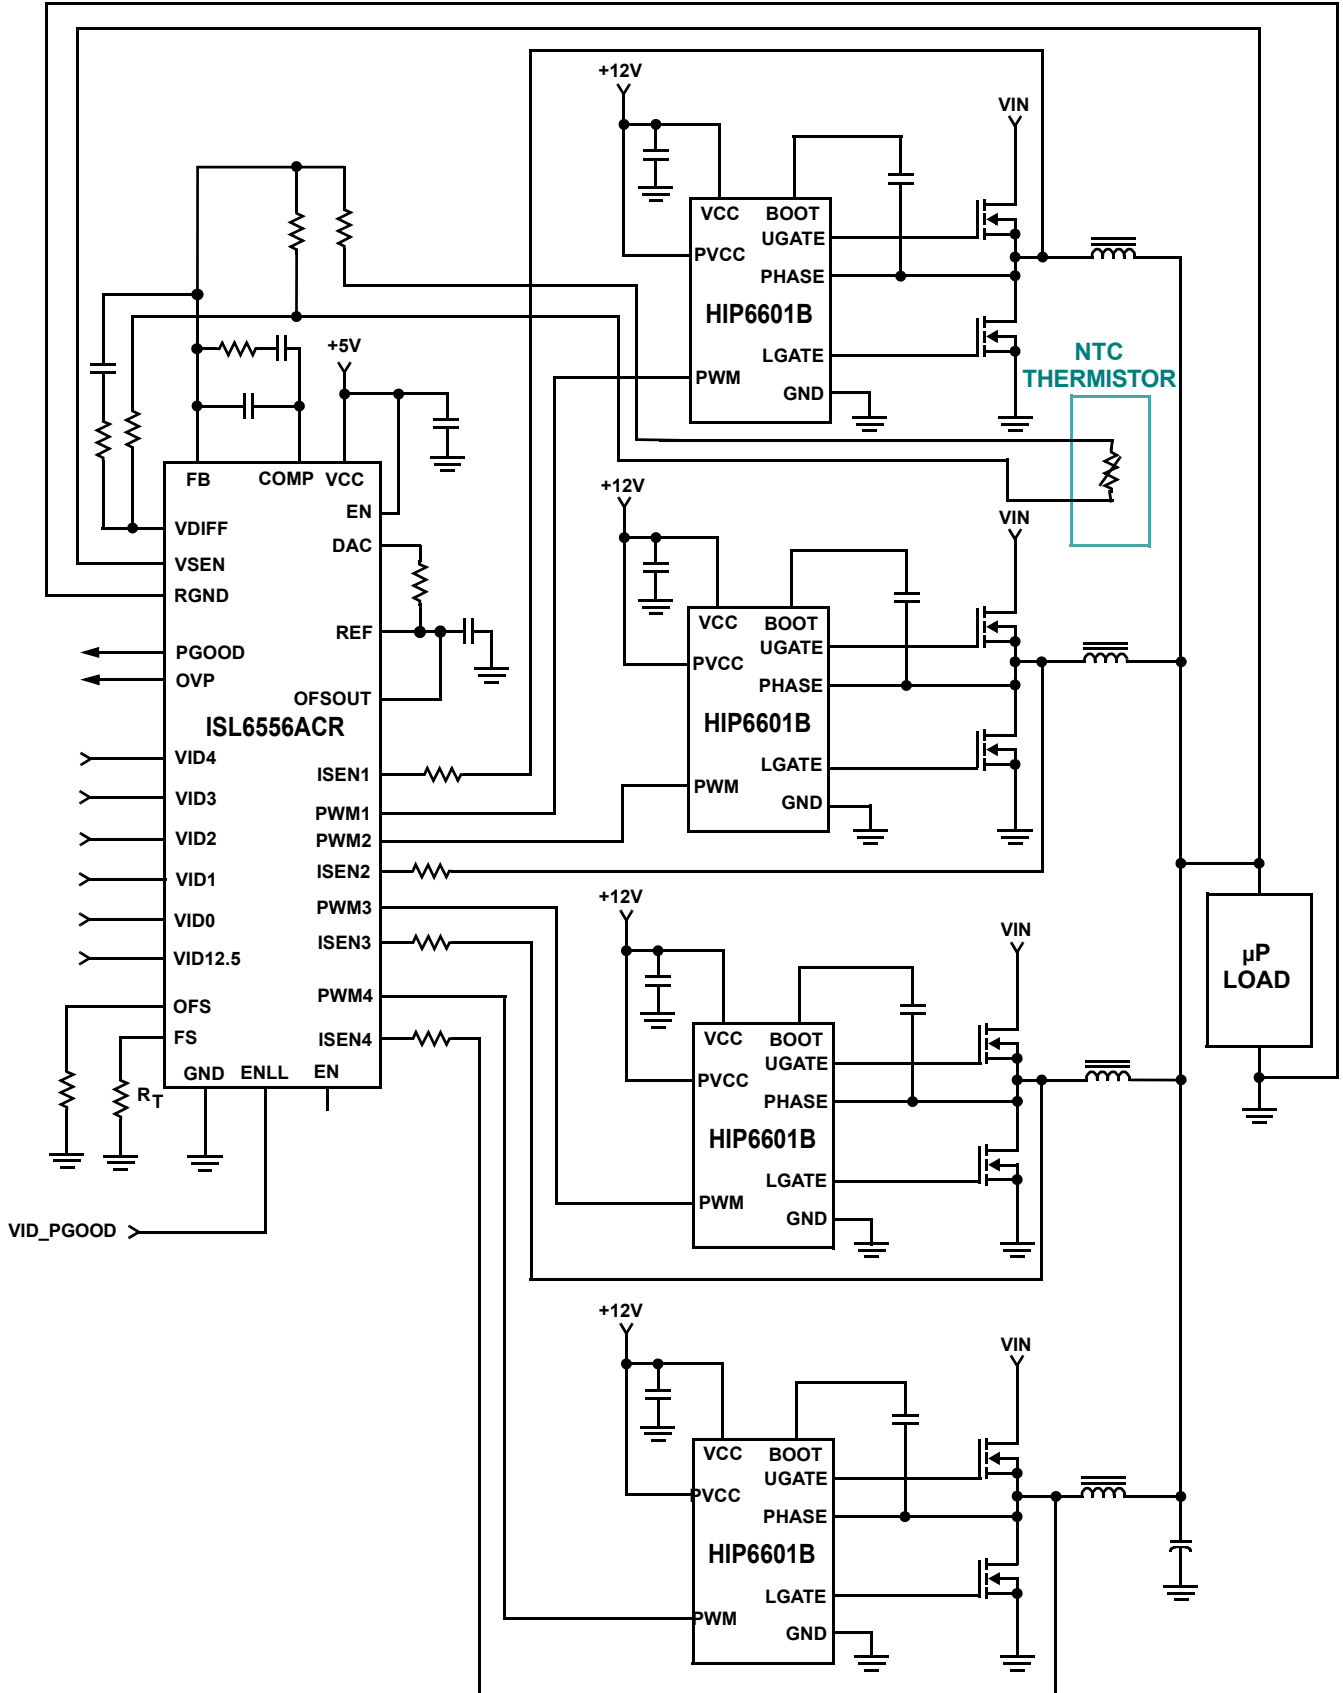 +12V
VIN
VCC
BOOT
UGATE
PVCC
PHASE
HIP6601B
LGATE
PWM
GND
NTC
THERMISTOR
+5V
FB
COMP
VCC
EN
VDIFF
DAC
VSEN
RGND
REF
PGOOD
OVP
OFSOUT
ISL6556ACR
VID4
ISEN1
VID3
PWM1
VID2
PWM2
VID1
ISEN2
VID0
PWM3
ISEN3
VID12.5
PWM4
OFS
FS
ISEN4
GND
ENLL
EN
RT
VID_PGOOD
+12V
VIN
VCC
BOOT
UGATE
PVCC
PHASE
HIP6601B
LGATE
PWM
GND
+12V
VIN
VCC
BOOT
UGATE
PVCC
PHASE
HIP6601B
LGATE
PWM
GND
µP
LOAD
+12V
VIN
VCC
BOOT
UGATE
PVCC
PHASE
HIP6601B
LGATE
PWM
GND